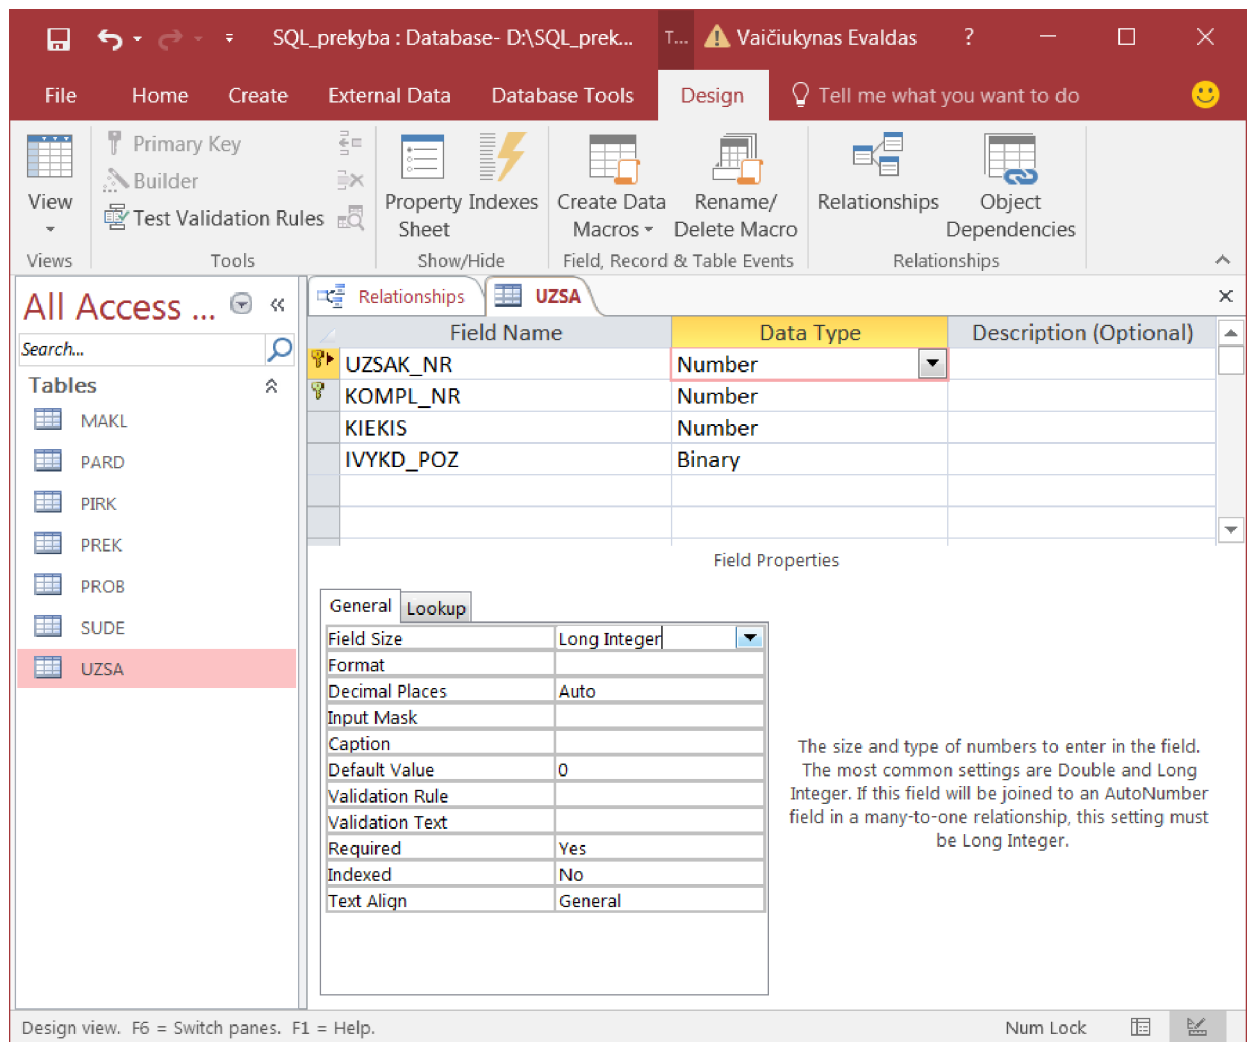 SQL_prekyba : Database- D:\SQL_prek... T... Vaičiukynas Evaldas ?
File Home Create External Data Database Tools Design Tell me what you want to do
View
Primary Key
Builder
Test Validation Rules
Property Sheet
Indexes
Create Data Macros
Rename/ Delete Macro
Relationships
Object Dependencies
Views Tools Show/Hide Field, Record & Table Events Relationships
All Access ...
Search...
Tables
MAKL
PARD
PIRK
PREK
PROB
SUDE
UZSA
Relationships UZSA
Field Name Data Type Description (Optional)
UZSAK_NR Number
KOMPL_NR Number
KIEKIS Number
IVYKD_POZ Binary
Field Properties
General Lookup
Field Size Long Integer
Format
Decimal Places Auto
Input Mask
Caption
Default Value 0
Validation Rule
Validation Text
Required Yes
Indexed No
Text Align General
The size and type of numbers to enter in the field.
The most common settings are Double and Long
Integer. If this field will be joined to an AutoNumber
field in a many-to-one relationship, this setting must
be Long Integer.
Design view. F6 = Switch panes. F1 = Help. Num Lock